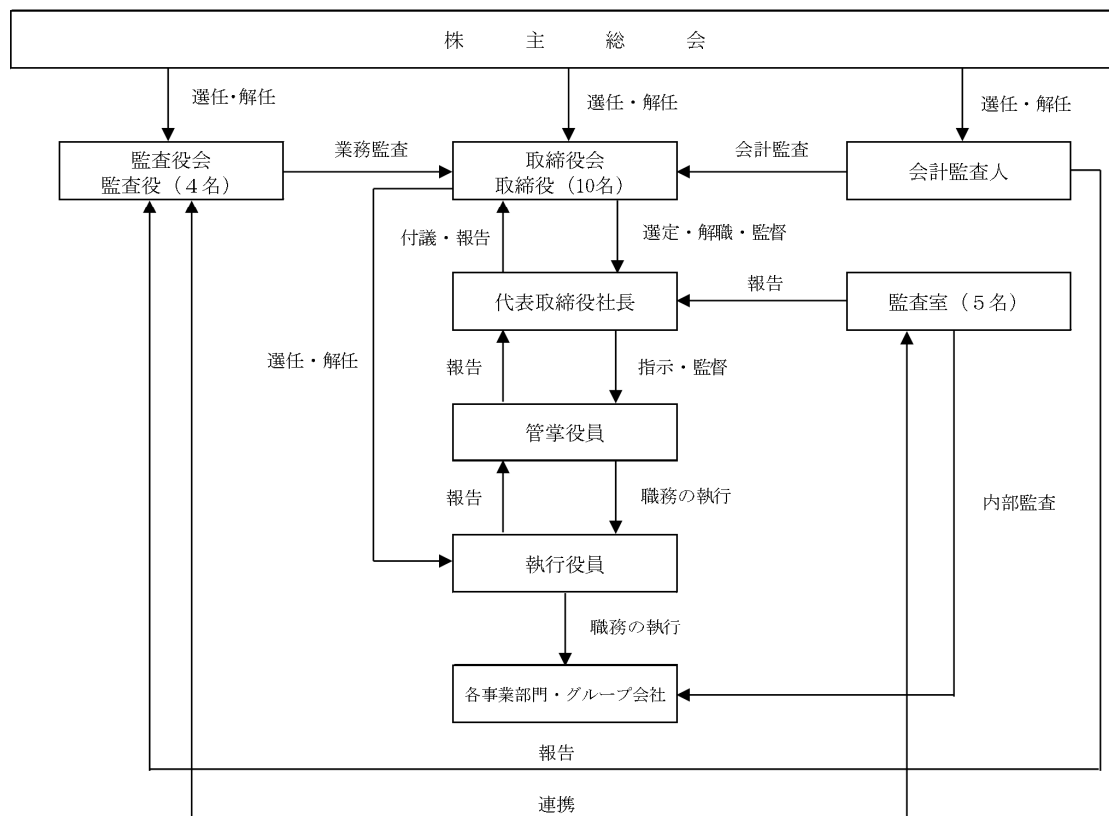 株主総会
選任・解任
選任・解任
選任・解任
監査役会
監査役（４名）
業務監査
取締役会
取締役（10名）
会計監査
会計監査人
付議・報告
選定・解職・監督
代表取締役社長
報告
監査室（５名）
選任・解任
報告
指示・監督
管掌役員
報告
職務の執行
内部監査
執行役員
職務の執行
各事業部門・グループ会社
報告
連携